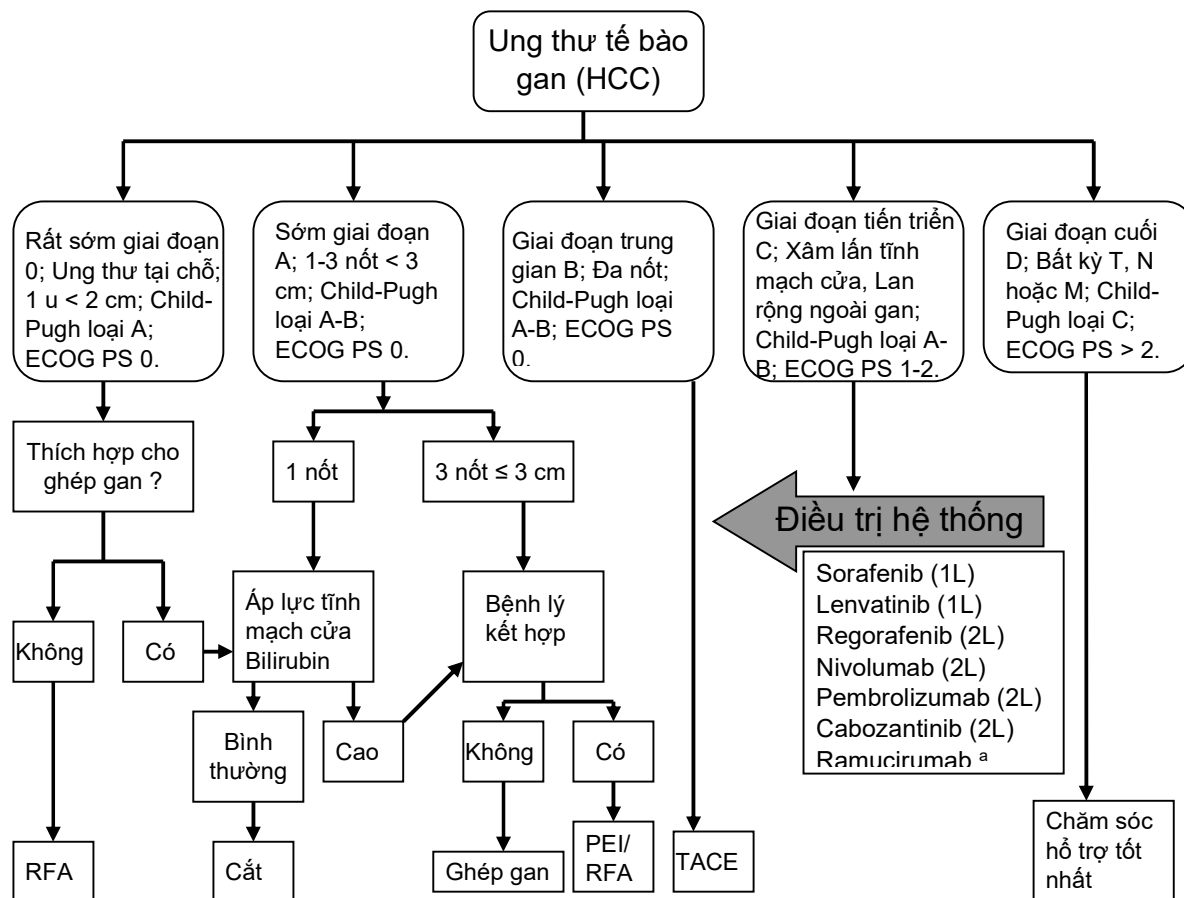 Ung thư tế bào
gan (HCC)
Rất sớm giai đoạn
0; Ung thư tại chỗ;
1 u < 2 cm; Child-
Pugh loại A;
ECOG PS 0.
Sớm giai đoạn
A; 1-3 nốt < 3
cm; Child-Pugh
loại A-B;
ECOG PS 0.
Giai đoạn trung
gian B; Đa nốt;
Child-Pugh loại
A-B; ECOG PS
0.
Giai đoạn tiến triển
C; Xâm lấn tĩnh
mạch cửa, Lan
rộng ngoài gan;
Child-Pugh loại A-
B; ECOG PS 1-2.
Giai đoạn cuối
D; Bất kỳ T, N
hoặc M; Child-
Pugh loại C;
ECOG PS > 2.
Thích hợp cho
ghép gan ?
1 nốt
3 nốt ≤ 3 cm
Điều trị hệ thống
Sorafenib (1L)
Lenvatinib (1L)
Regorafenib (2L)
Nivolumab (2L)
Pembrolizumab (2L)
Cabozantinib (2L)
Ramucirumab ª
Không
Có
Áp lực tĩnh
mạch cửa
Bilirubin
Bệnh lý
kết hợp
Bình
thường
Cao
Không
Có
RFA
Cắt
Ghép gan
PEI/
RFA
TACE
Chăm sóc
hổ trợ tốt
nhất